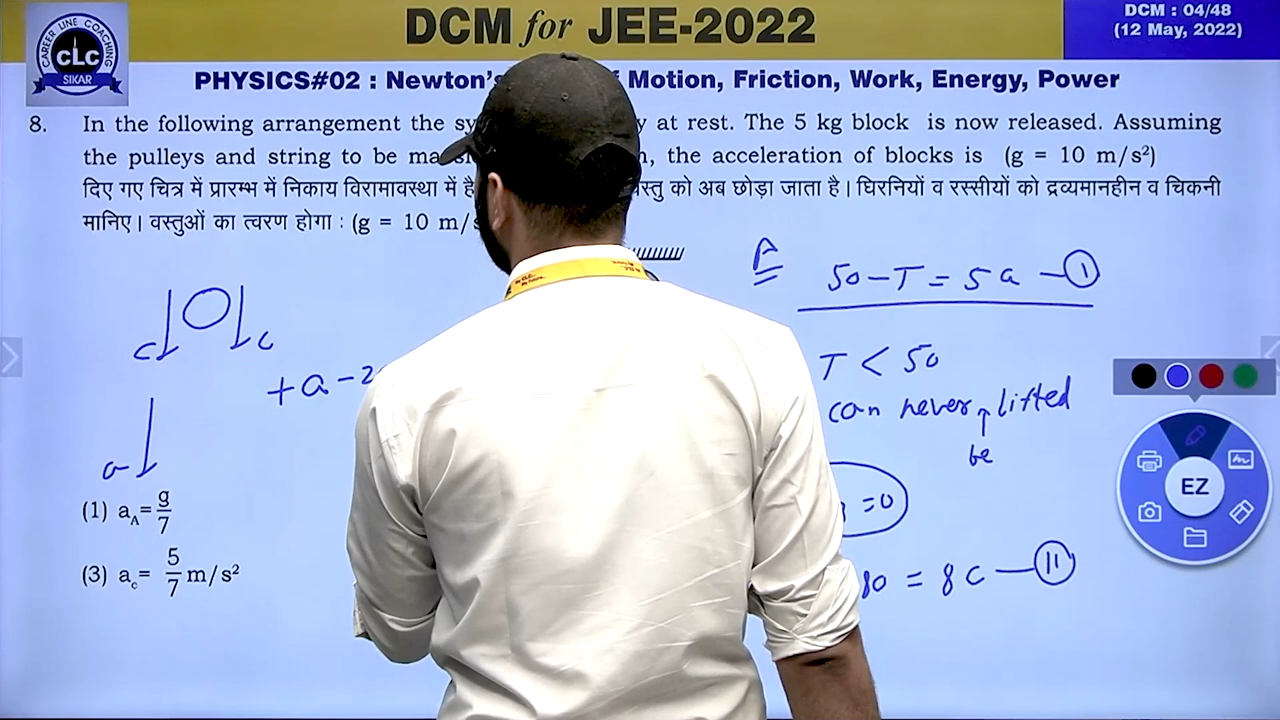 DCM for JEE-2022
DCM : 04/48
(12 May, 2022)
CAREER LINE COACHING
CLC
SIKAR
PHYSICS#02 : Newton's Motion, Friction, Work, Energy, Power
8. In the following arrangement the at rest. The 5 kg block is now released. Assuming
the pulleys and string to be the acceleration of blocks is (g = 10 m/s²)
दिए गए चित्र में प्रारम्भ में निकाय विरामावस्था में को अब छोड़ा जाता है। घिरनियों व रस्सीयों को द्रव्यमानहीन व चिकनी
मानिए। वस्तुओं का त्वरण होगा : (g = 10
50-T = 5a —①
T < 50
c c
+a-2
can never be lifted
a
=0
(1) a_A = g/7
EZ
(3) a_c = 5/7 m/s²
80 = 8c —⑪